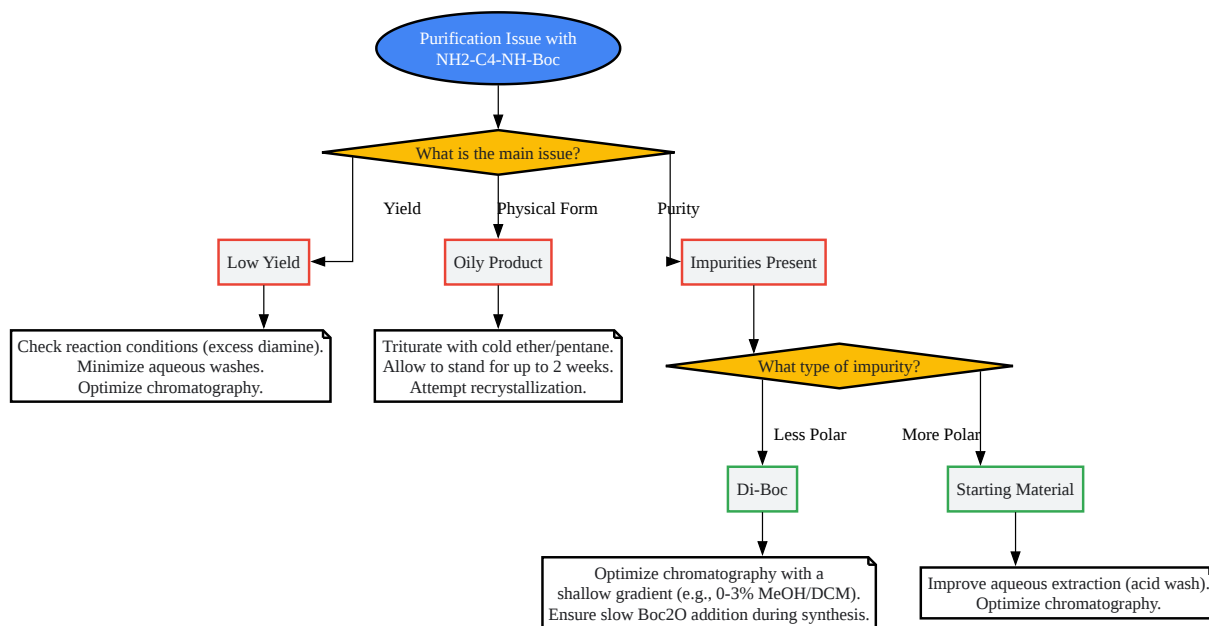 Purification Issue with
NH2-C4-NH-Boc
What is the main issue?
Yield
Physical Form
Purity
Low Yield
Oily Product
Impurities Present
Check reaction conditions (excess diamine).
Minimize aqueous washes.
Optimize chromatography.
Triturate with cold ether/pentane.
Allow to stand for up to 2 weeks.
Attempt recrystallization.
What type of impurity?
Less Polar
More Polar
Di-Boc
Starting Material
Optimize chromatography with a
shallow gradient (e.g., 0-3% MeOH/DCM).
Ensure slow Boc2O addition during synthesis.
Improve aqueous extraction (acid wash).
Optimize chromatography.